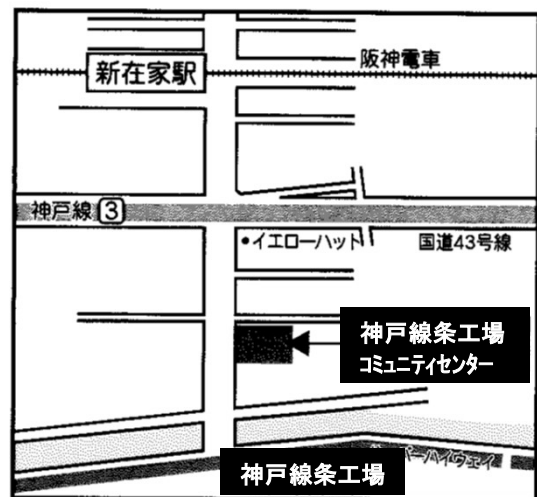 阪神電車
新在家駅
神戸線 3
•イエローハット
国道43号線
神戸線条工場
コミュニティセンター
ーハイウェイ
神戸線条工場